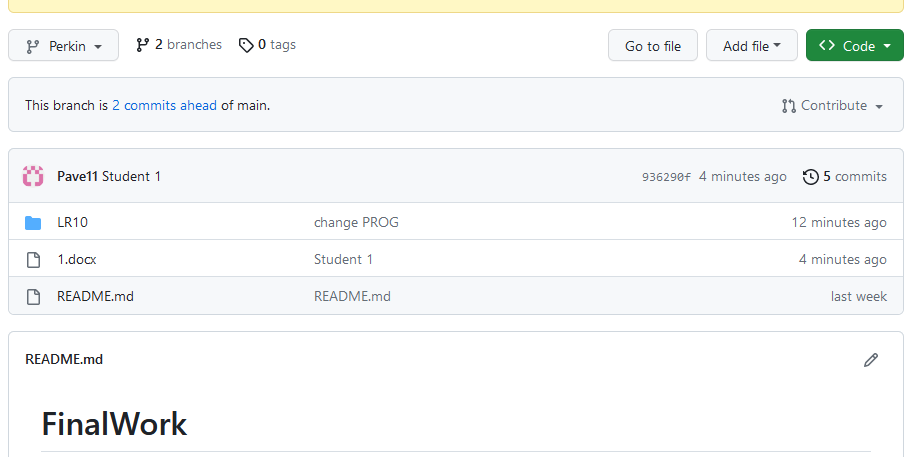 Perkin 2 branches 0 tags Go to file Add file Code
This branch is 2 commits ahead of main. Contribute
Pave11 Student 1 936290f 4 minutes ago 5 commits
LR10 change PROG 12 minutes ago
1.docx Student 1 4 minutes ago
README.md README.md last week
README.md
FinalWork